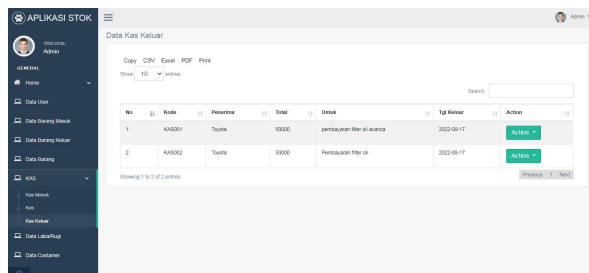 APLIKASI STOK
Admin
Welcome,
Admin
GENERAL
Home
Data User
Data Barang Masuk
Data Barang Keluar
Data Barang
KAS
Kas Masuk
Kas
Kas Keluar
Data Laba/Rugi
Data Customer
Data Kas Keluar
Copy CSV Excel PDF Print
Show 10 entries
Search:
No Kode Penerima Total Untuk Tgl Keluar Action
1. KAS001 Toyota 50000 pembayaran filter oli avanza 2022-09-17 Action
2. KAS002 Toyota 50000 Pembayaran filter oli 2022-09-17 Action
Showing 1 to 2 of 2 entries
Previous 1 Next